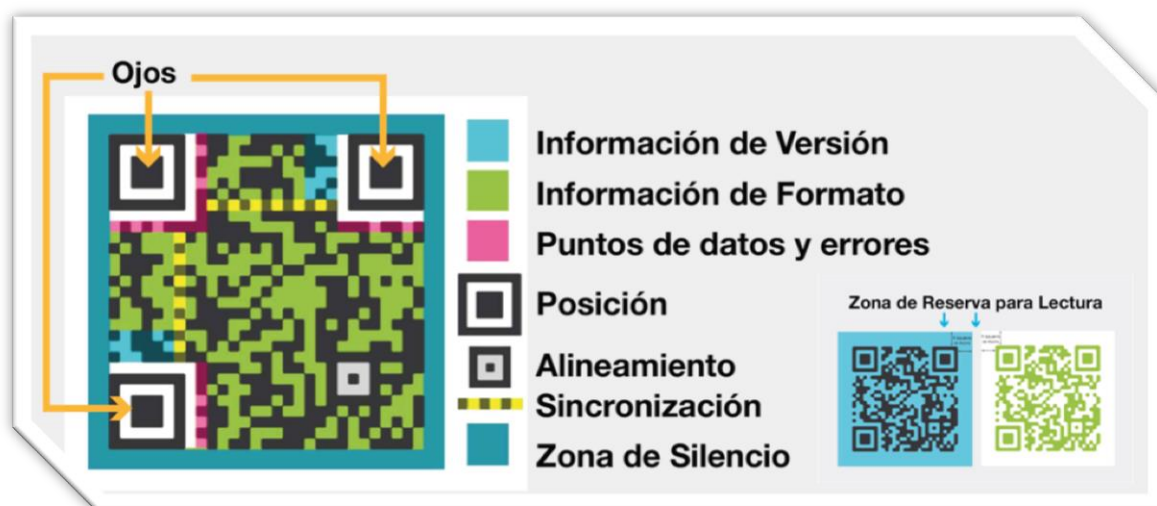 Ojos
Información de Versión
Información de Formato
Puntos de datos y errores
Posición
Zona de Reserva para Lectura
Alineamiento
Sincronización
Zona de Silencio